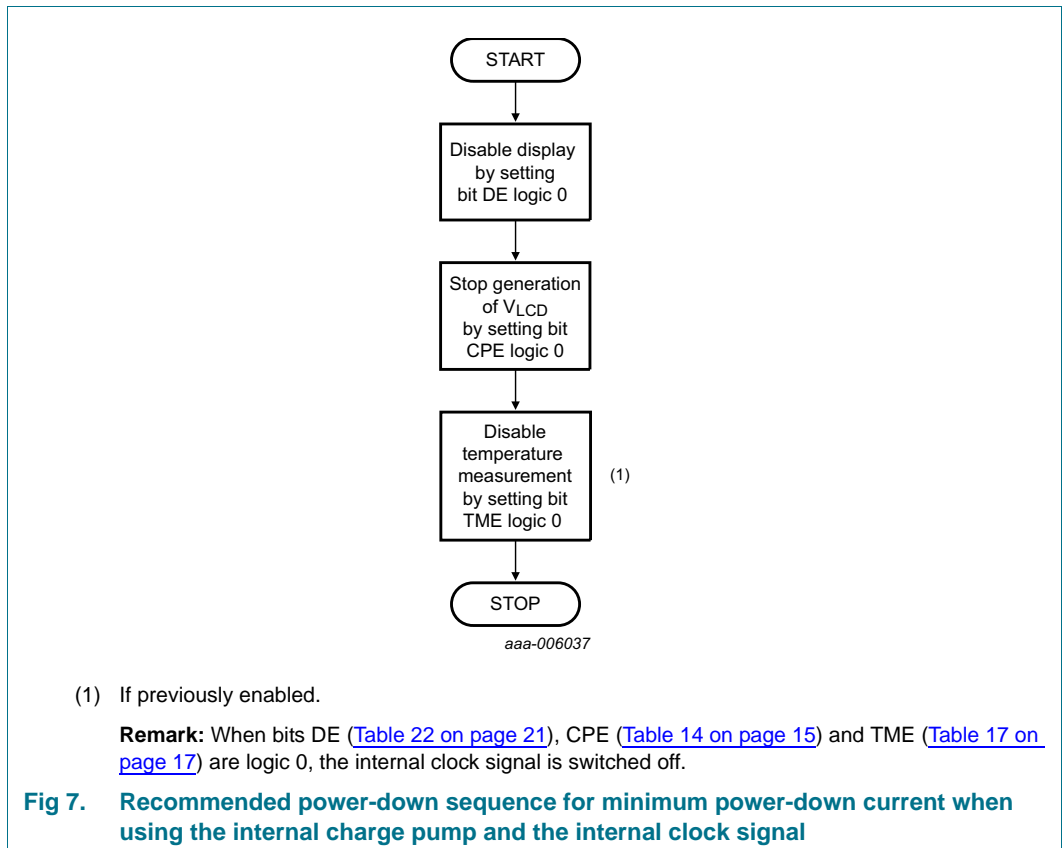 START
Disable display
by setting
bit DE logic 0
Stop generation
of VLCD
by setting bit
CPE logic 0
Disable
temperature
measurement
by setting bit
TME logic 0
(1)
STOP
aaa-006037
(1) If previously enabled.
Remark: When bits DE (Table 22 on page 21), CPE (Table 14 on page 15) and TME (Table 17 on
page 17) are logic 0, the internal clock signal is switched off.
Fig 7. Recommended power-down sequence for minimum power-down current when
using the internal charge pump and the internal clock signal